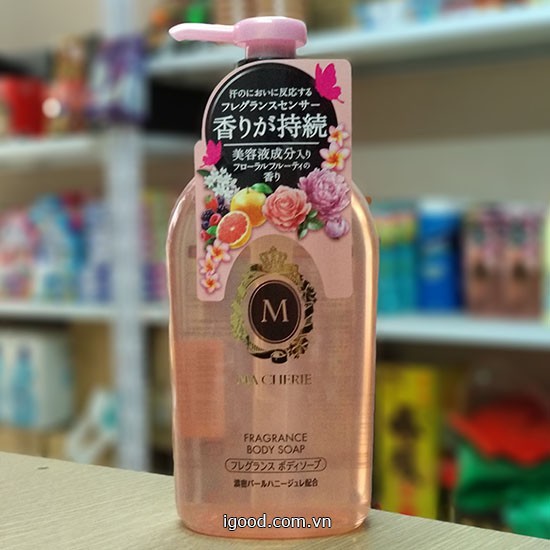 汗のにおいに反応する
フレグランスセンサー
香りが持続
美容液成分入り
フローラルフルーティの
香り
M
MA CHERIE
FRAGRANCE
BODY SOAP
フレグランス ボディソープ
濃密パールハニージュレ配合
igood.com.vn